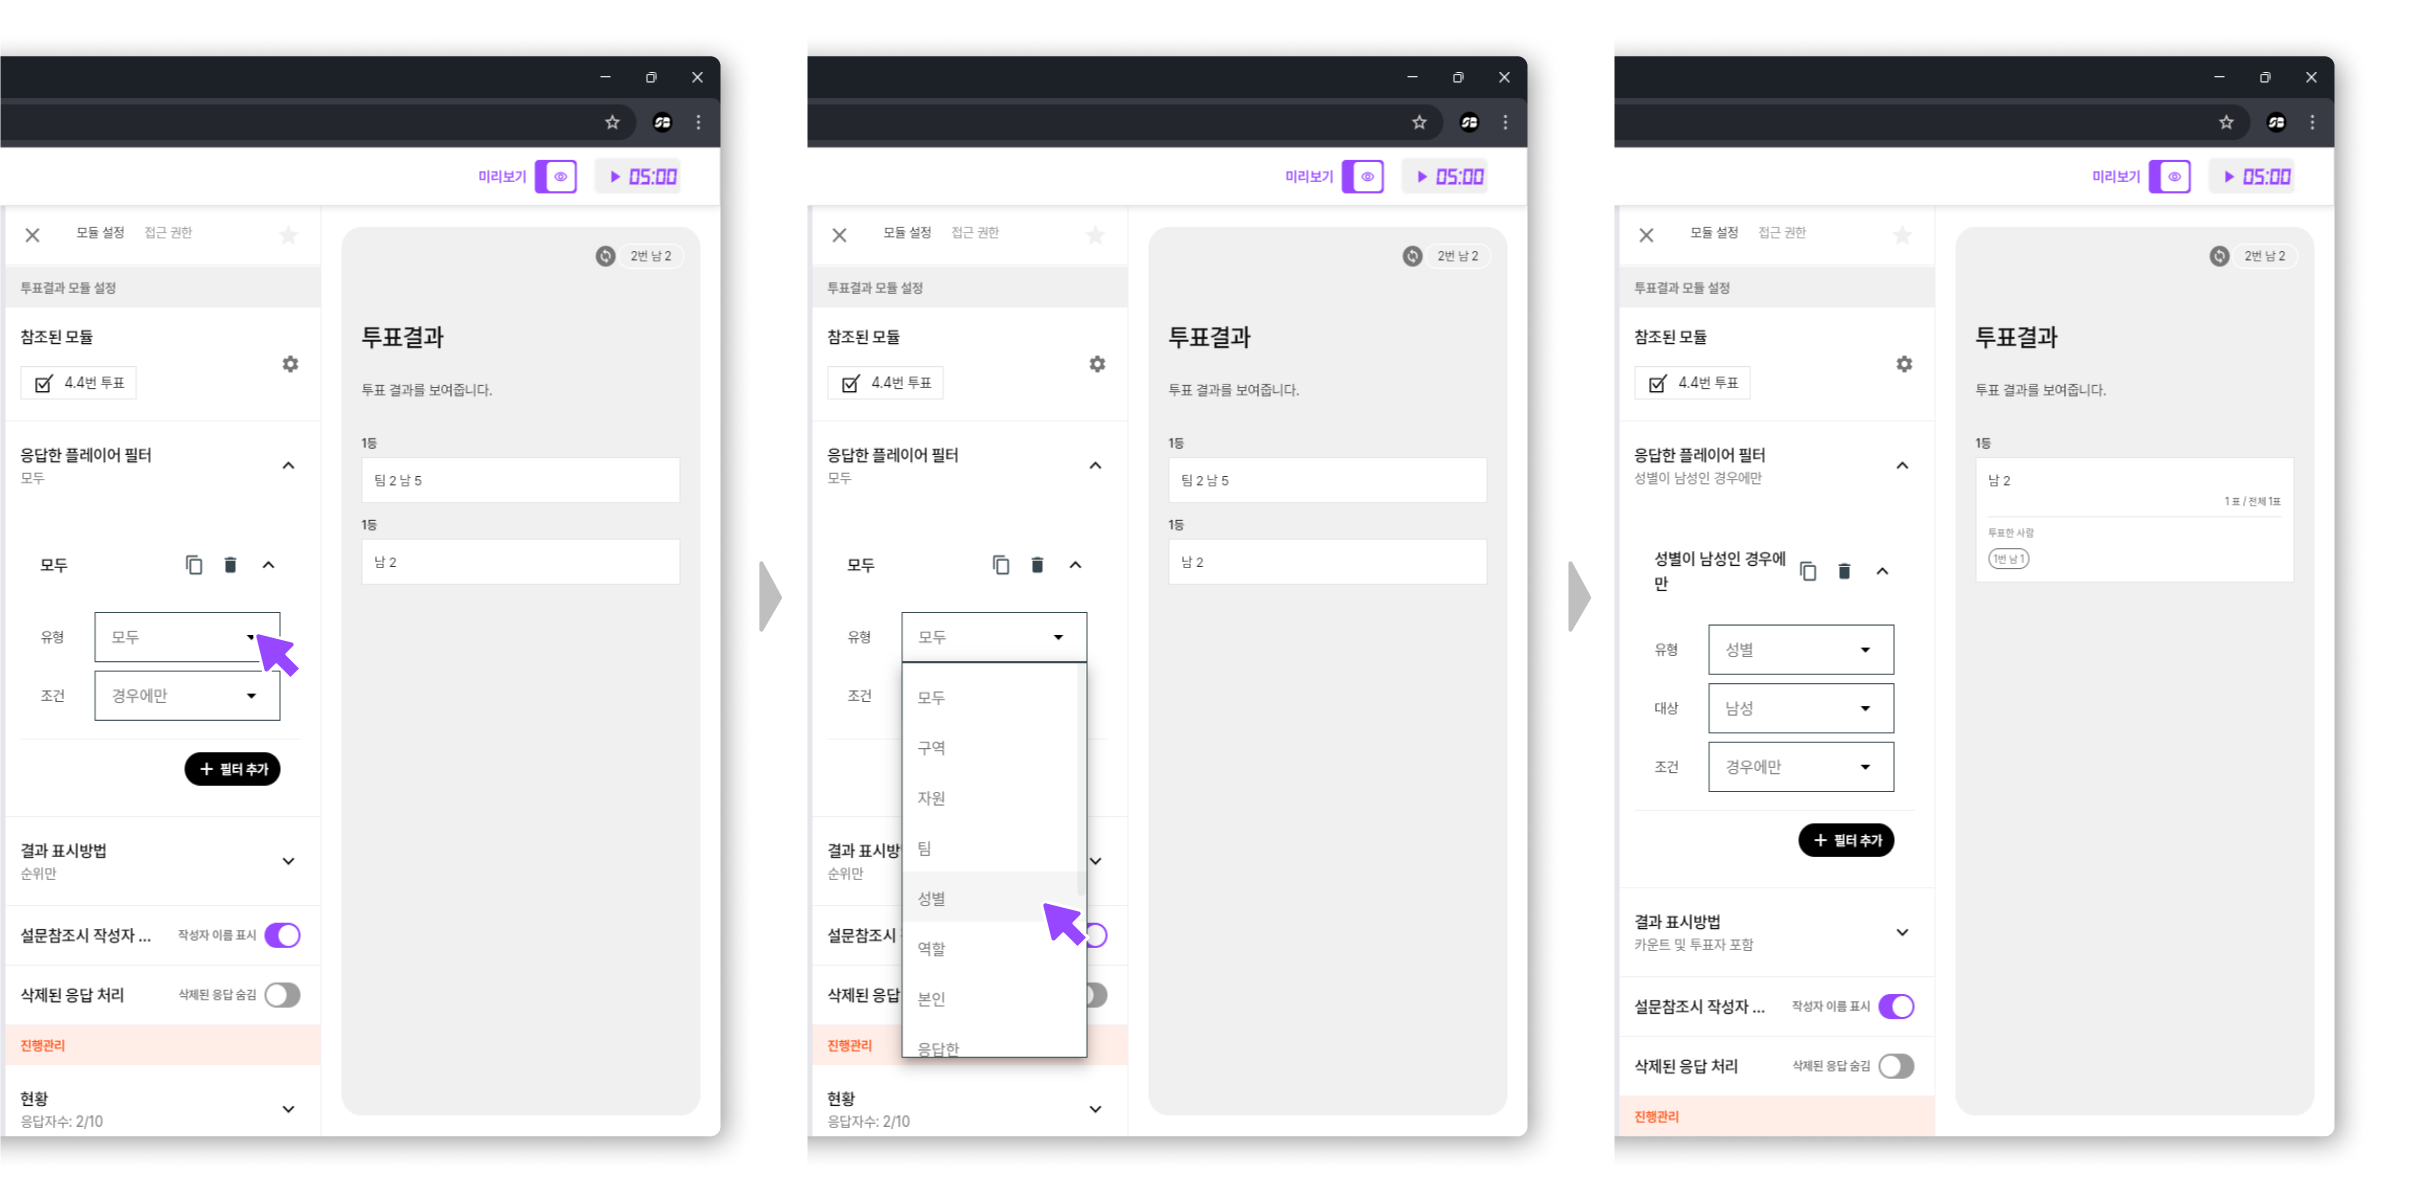 미리보기
05:00
모듈 설정
접근 권한
2번 남 2
투표결과 모듈 설정
참조된 모듈
4.4번 투표
응답한 플레이어 필터
모두
모두
유형
모두
조건
경우에만
필터 추가
결과 표시방법
순위만
설문참조시 작성자 ...
작성자 이름 표시
삭제된 응답 처리
삭제된 응답 숨김
진행관리
현황
응답자수: 2/10
투표결과
투표 결과를 보여줍니다.
1등
팀 2 남 5
1등
남 2
미리보기
05:00
모듈 설정
접근 권한
2번 남 2
투표결과 모듈 설정
참조된 모듈
4.4번 투표
응답한 플레이어 필터
모두
모두
유형
모두
조건
모두
구역
자원
팀
성별
역할
본인
응답한
결과 표시방
순위만
설문참조시
삭제된 응답
진행관리
현황
응답자수: 2/10
투표결과
투표 결과를 보여줍니다.
1등
팀 2 남 5
1등
남 2
미리보기
05:00
모듈 설정
접근 권한
2번 남 2
투표결과 모듈 설정
참조된 모듈
4.4번 투표
응답한 플레이어 필터
성별이 남성인 경우에만
성별이 남성인 경우에
만
유형
성별
대상
남성
조건
경우에만
필터 추가
결과 표시방법
카운트 및 투표자 포함
설문참조시 작성자 ...
작성자 이름 표시
삭제된 응답 처리
삭제된 응답 숨김
진행관리
투표결과
투표 결과를 보여줍니다.
1등
남 2
1 표 / 전체 1표
투표한 사람
1번 남 1